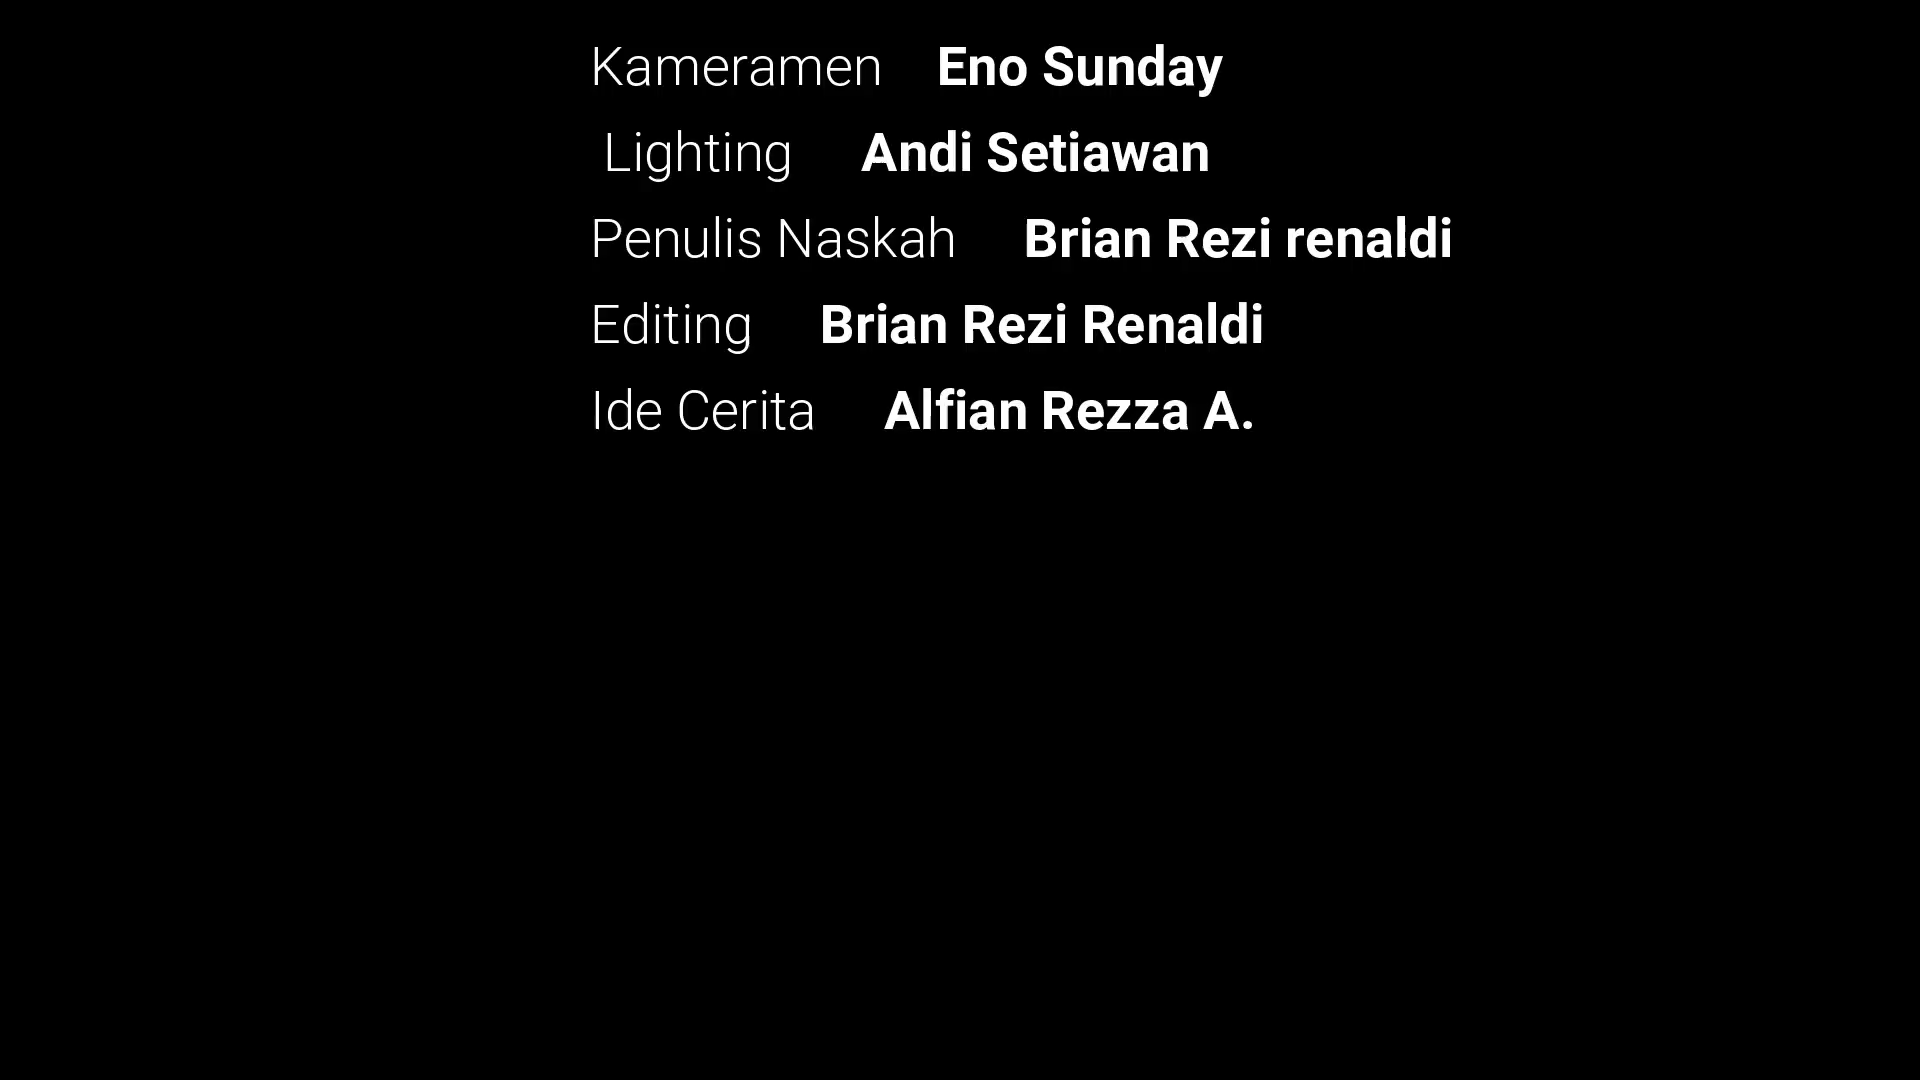 Kameramen Eno Sunday
Lighting Andi Setiawan
Penulis Naskah Brian Rezi renaldi
Editing Brian Rezi Renaldi
Ide Cerita Alfian Rezza A.